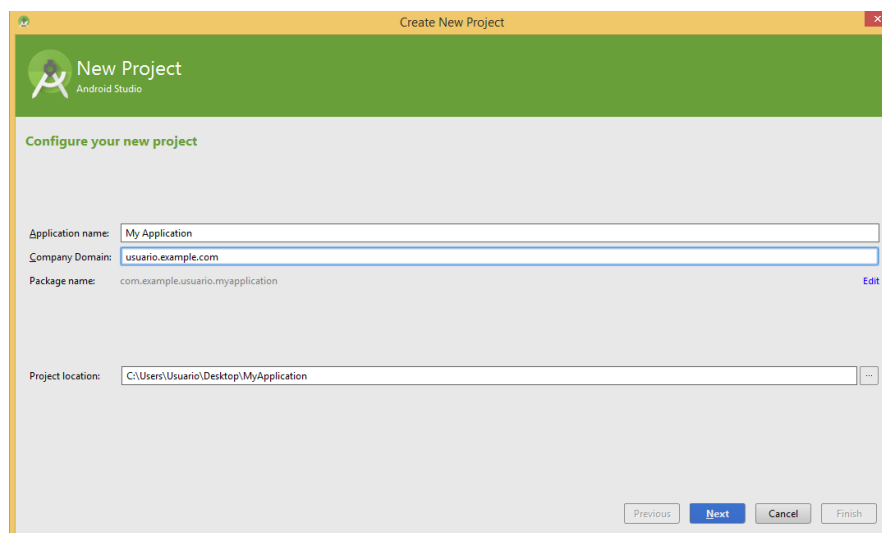 Create New Project
New Project
Android Studio
Configure your new project
Application name: My Application
Company Domain: usuario.example.com
Package name: com.example.usuario.myapplication Edit
Project location: C:\Users\Usuario\Desktop\MyApplication ...
Previous Next Cancel Finish